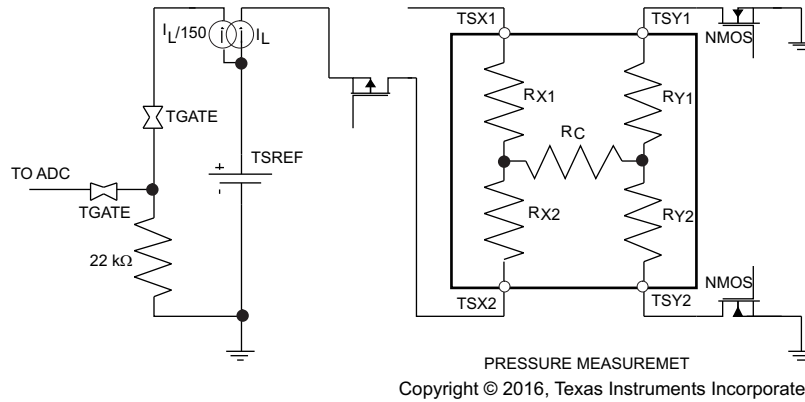 TSX1
TSY1
I_L/150
I_L
NMOS
R_X1
R_Y1
TGATE
R_C
TSREF
+
-
TO ADC
TGATE
R_X2
R_Y2
22 kΩ
NMOS
TSX2
TSY2
PRESSURE MEASUREMET
Copyright © 2016, Texas Instruments Incorporate